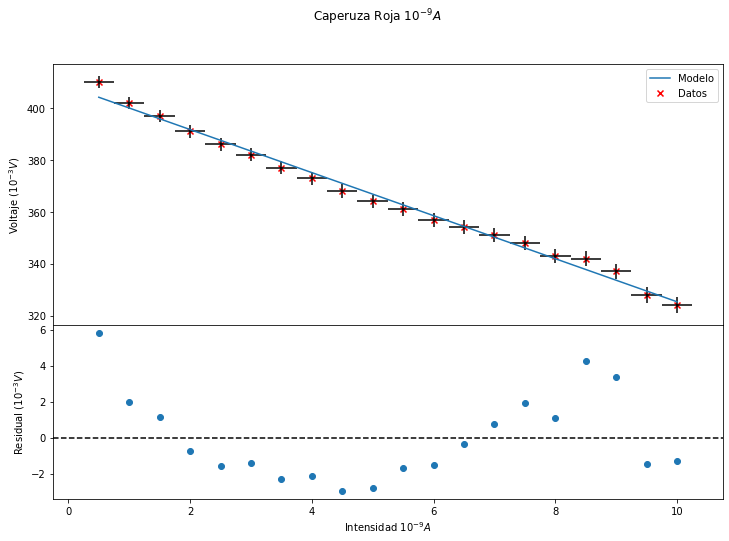 Caperuza Roja 10⁻⁹A
Modelo
Datos
Voltaje (10⁻³V)
400
380
360
340
320
Residual (10⁻³V)
6
4
2
0
−2
0 2 4 6 8 10
Intensidad 10⁻⁹A